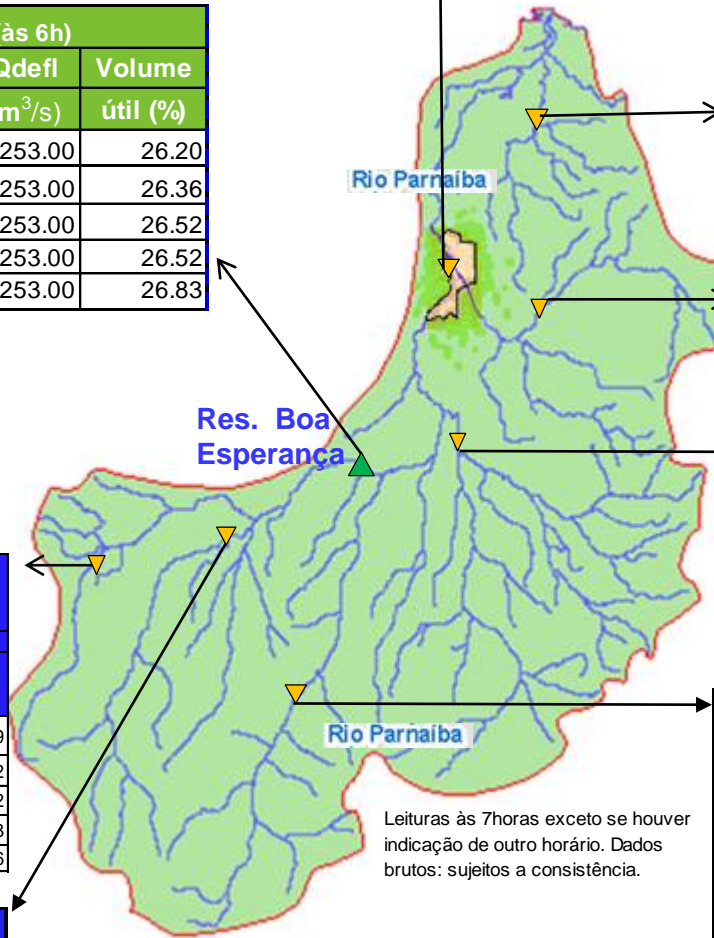 (às 6h)
Qdefl Volume
m³/s) útil (%)
253.00 26.20
253.00 26.36
253.00 26.52
253.00 26.52
253.00 26.83
Rio Parnaíba
Res. Boa
Esperança
Rio Parnaíba
Leituras às 7horas exceto se houver
indicação de outro horário. Dados
brutos: sujeitos a consistência.